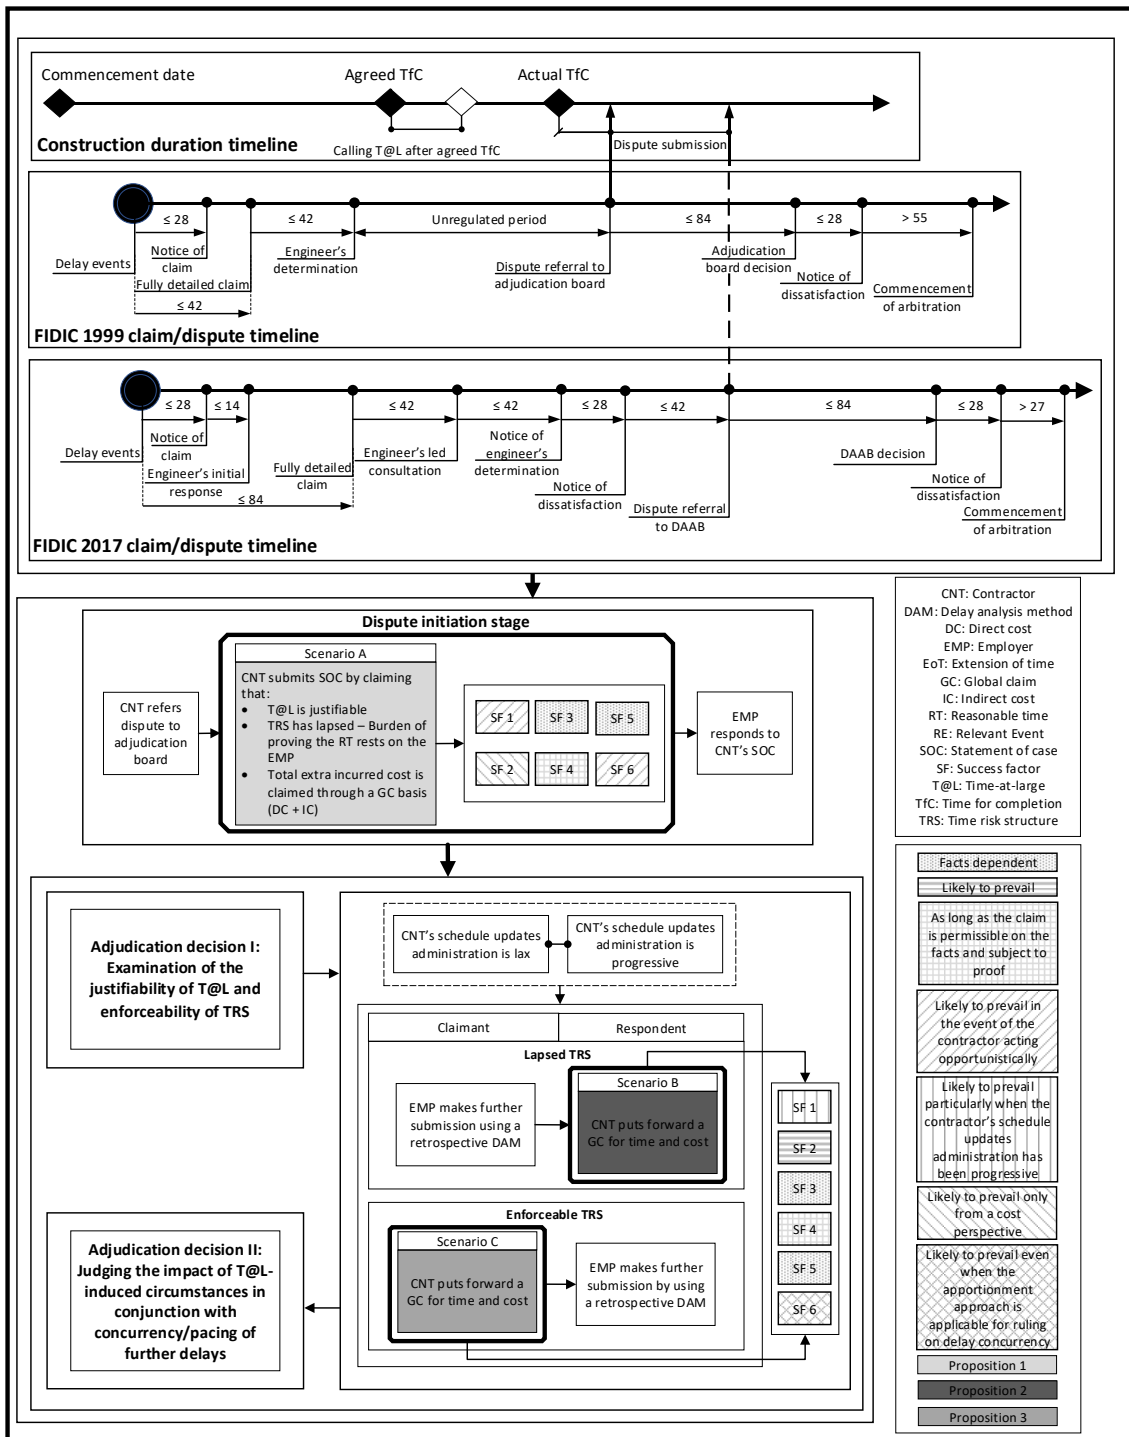 Commencement date
Agreed TfC
Actual TfC
Calling T@L after agreed TfC
Dispute submission
Construction duration timeline
≤ 28
≤ 42
Unregulated period
≤ 84
≤ 28
> 55
Delay events
Notice of
claim
Fully detailed claim
≤ 42
Engineer's
determination
Dispute referral to
adjudication board
Adjudication
board decision
Notice of
dissatisfaction
Commencement
of arbitration
FIDIC 1999 claim/dispute timeline
≤ 28
≤ 14
≤ 42
≤ 42
≤ 28
≤ 42
≤ 84
≤ 28
> 27
Delay events
Notice of
claim
Engineer's initial
response
≤ 84
Fully detailed
claim
Engineer's led
consultation
Notice of
engineer's
determination
Notice of
dissatisfaction
Dispute referral
to DAAB
DAAB decision
Notice of
dissatisfaction
Commencement
of arbitration
FIDIC 2017 claim/dispute timeline
Dispute initiation stage
CNT refers
dispute to
adjudication
board
Scenario A
CNT submits SOC by claiming
that:
• T@L is justifiable
• TRS has lapsed – Burden of
proving the RT rests on the
EMP
• Total extra incurred cost is
claimed through a GC basis
(DC + IC)
SF 1
SF 3
SF 5
SF 2
SF 4
SF 6
EMP
responds to
CNT's SOC
CNT: Contractor
DAM: Delay analysis method
DC: Direct cost
EMP: Employer
EoT: Extension of time
GC: Global claim
IC: Indirect cost
RT: Reasonable time
RE: Relevant Event
SOC: Statement of case
SF: Success factor
T@L: Time-at-large
TfC: Time for completion
TRS: Time risk structure
Adjudication decision I:
Examination of the
justifiability of T@L and
enforceability of TRS
Adjudication decision II:
Judging the impact of T@L-
induced circumstances in
conjunction with
concurrency/pacing of
further delays
CNT's schedule updates
administration is lax
CNT's schedule updates
administration is
progressive
Claimant
Respondent
Lapsed TRS
EMP makes further
submission using a
retrospective DAM
Scenario B
CNT puts forward a
GC for time and cost
Enforceable TRS
Scenario C
CNT puts forward a
GC for time and cost
EMP makes further
submission by using
a retrospective DAM
SF 1
SF 2
SF 3
SF 4
SF 5
SF 6
Facts dependent
Likely to prevail
As long as the claim
is permissible on the
facts and subject to
proof
Likely to prevail in
the event of the
contractor acting
opportunistically
Likely to prevail
particularly when the
contractor's schedule
updates
administration has
been progressive
Likely to prevail only
from a cost
perspective
Likely to prevail even
when the
apportionment
approach is
applicable for ruling
on delay concurrency
Proposition 1
Proposition 2
Proposition 3